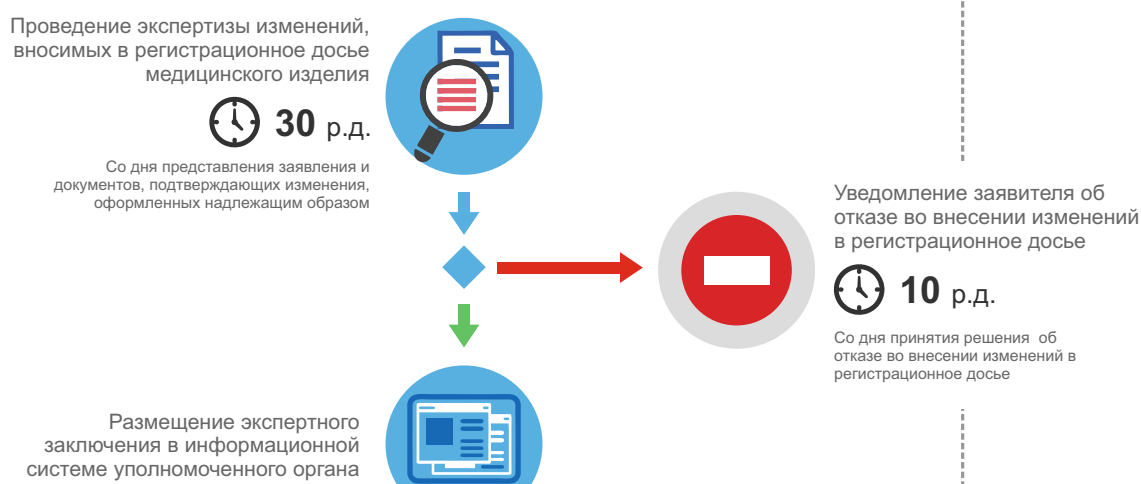 Проведение экспертизы изменений,
вносимых в регистрационное досье
медицинского изделия
30 р.д.
Со дня представления заявления и
документов, подтверждающих изменения,
оформленных надлежащим образом
Уведомление заявителя об
отказе во внесении изменений
в регистрационное досье
10 р.д.
Со дня принятия решения об
отказе во внесении изменений в
регистрационное досье
Размещение экспертного
заключения в информационной
системе уполномоченного органа